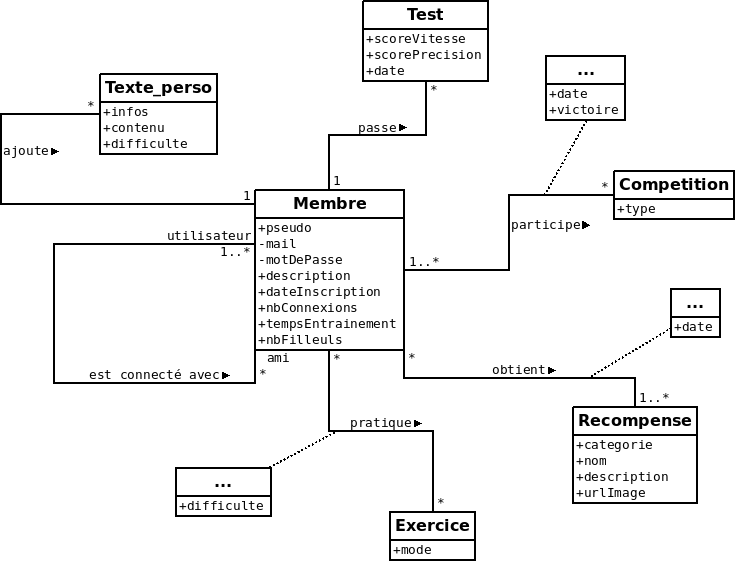 Test
+scoreVitesse
+scorePrecision
+date
*
passe
1
...
+date
+victoire
Texte_perso
+infos
+contenu
+difficulte
*
ajoute
1
Competition
+type
*
participe
1..*
Membre
+pseudo
-mail
-motDePasse
+description
+dateInscription
+nbConnexions
+tempsEntrainement
+nbFilleuls
utilisateur
1..*
est connecté avec
ami
*
*
*
obtient
...
+date
1..*
Recompense
+categorie
+nom
+description
+urlImage
pratique
...
+difficulte
*
Exercice
+mode